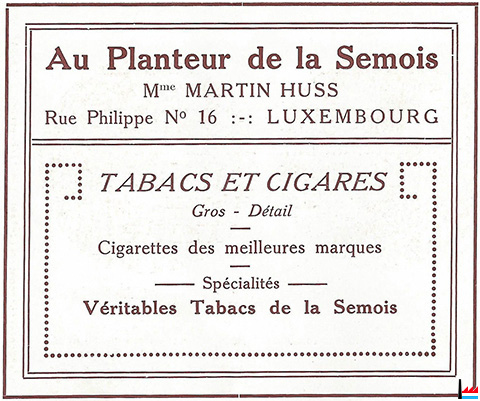 Au Planteur de la Semois
Mme MARTIN HUSS
Rue Philippe No 16 :-: LUXEMBOURG
TABACS ET CIGARES
Gros - Détail
Cigarettes des meilleures marques
Spécialités
Véritables Tabacs de la Semois